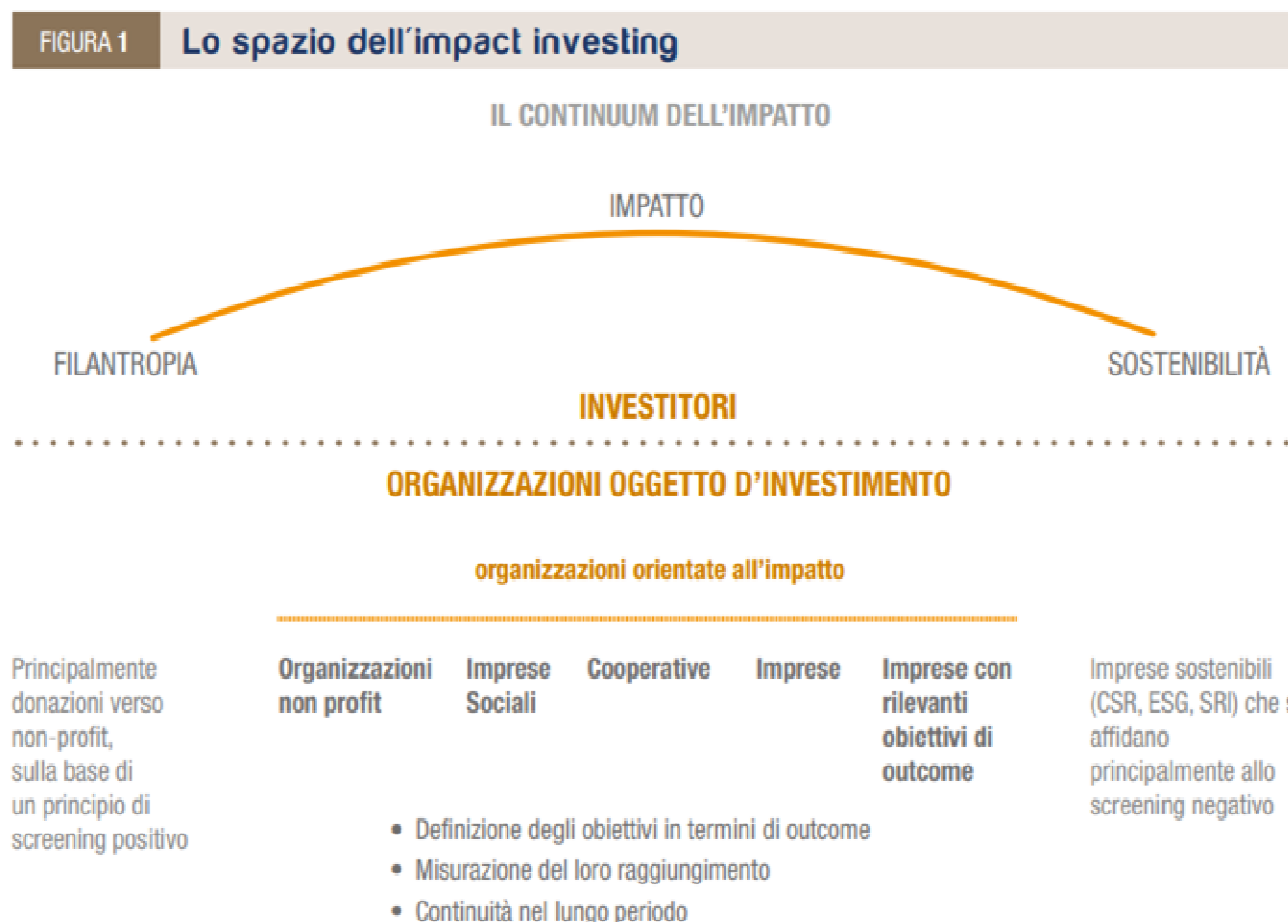 FIGURA 1 Lo spazio dell'impact investing
IL CONTINUUM DELL'IMPATTO
IMPATTO
FILANTROPIA
SOSTENIBILITÀ
INVESTITORI
ORGANIZZAZIONI OGGETTO D'INVESTIMENTO
organizzazioni orientate all'impatto
Principalmente
donazioni verso
non-profit,
sulla base di
un principio di
screening positivo
Organizzazioni
non profit
Imprese
Sociali
Cooperative
Imprese
Imprese con
rilevanti
obiettivi di
outcome
Imprese sostenibili
(CSR, ESG, SRI) che
affidano
principalmente allo
screening negativo
• Definizione degli obiettivi in termini di outcome
• Misurazione del loro raggiungimento
• Continuità nel lungo periodo